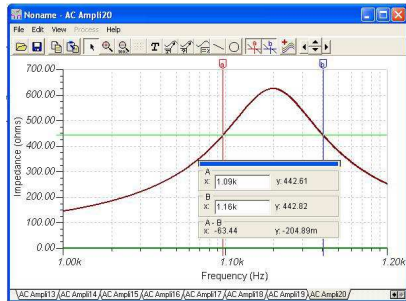 Noname - AC Ampli20
File Edit View Process Help
T
a b
700.00
600.00
500.00
400.00
300.00
200.00
100.00
0.00
Impedance (ohms)
a b
A
x: 1.09k y: 442.61
B
x: 1.16k y: 442.82
A - B
x: -63.44 y: -204.89m
1.00k 1.10k 1.20k
Frequency (Hz)
AC Ampli13 AC Ampli14 AC Ampli15 AC Ampli16 AC Ampli17 AC Ampli18 AC Ampli19 AC Ampli20